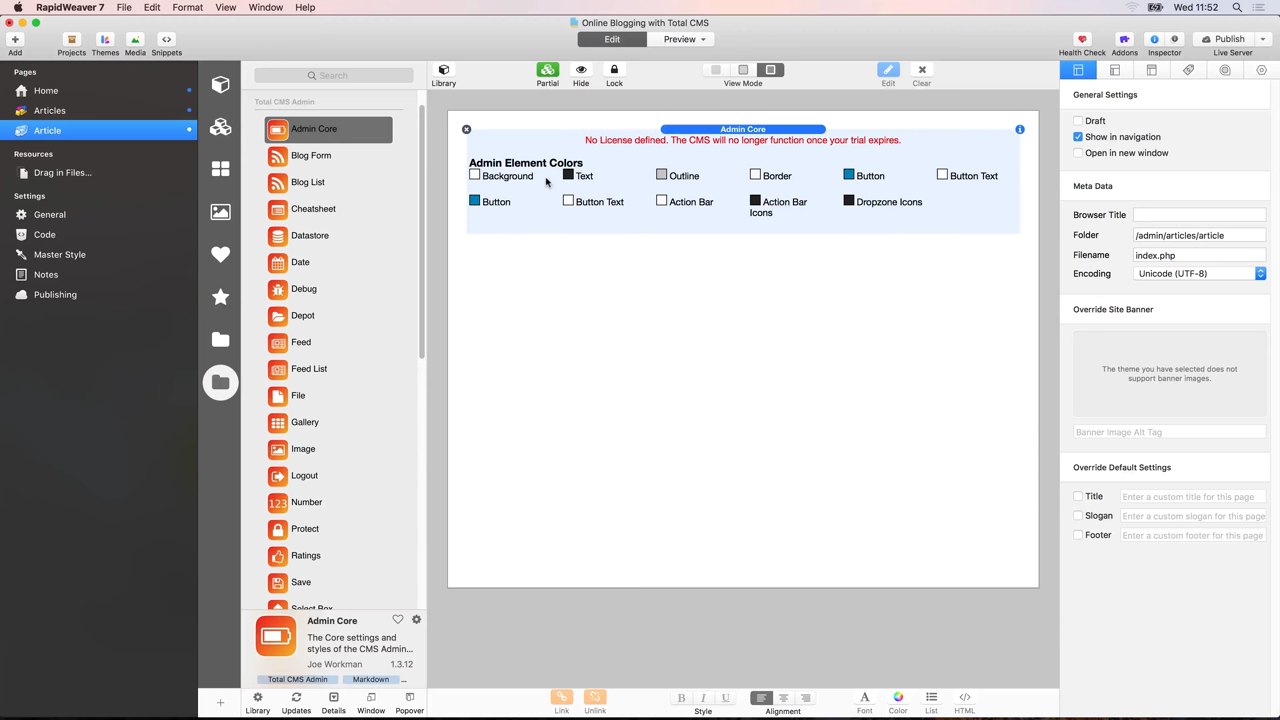 RapidWeaver 7 File Edit Format View Window Help Wed 11:52
Online Blogging with Total CMS
Edit Preview
Add Projects Themes Media Snippets Health Check Addons Inspector Publish Live Server
Pages
Home
Articles
Article
Resources
Drag in Files...
Settings
General
Code
Master Style
Notes
Publishing
Search
Total CMS Admin
Admin Core
Blog Form
Blog List
Cheatsheet
Datastore
Date
Debug
Depot
Feed
Feed List
File
Gallery
Image
Logout
123 Number
Protect
Ratings
Save
Select Box
Admin Core
The Core settings and
styles of the CMS Admin...
Joe Workman 1.3.12
Total CMS Admin Markdown ...
Library Updates Details Window Popover
Library Partial Hide Lock View Mode Edit Clear
Admin Core
No License defined. The CMS will no longer function once your trial expires.
Admin Element Colors
Background Text Outline Border Button Button Text
Button Button Text Action Bar Action Bar Icons Dropzone Icons
Link Unlink B I U Style Alignment Font Color List HTML
General Settings
Draft
Show in navigation
Open in new window
Meta Data
Browser Title
Folder /admin/articles/article
Filename index.php
Encoding Unicode (UTF-8)
Override Site Banner
The theme you have selected does not
support banner images.
Banner Image Alt Tag
Override Default Settings
Title Enter a custom title for this page
Slogan Enter a custom slogan for this page
Footer Enter a custom footer for this page